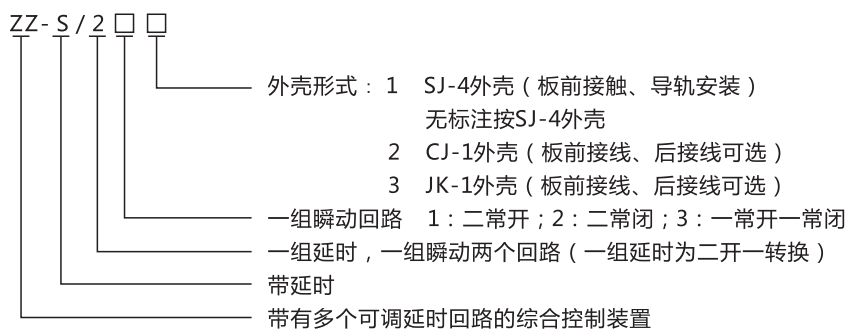 ZZ-S/2□□
外壳形式：1 SJ-4外壳（板前接触、导轨安装）
无标注按SJ-4外壳
2 CJ-1外壳（板前接线、后接线可选）
3 JK-1外壳（板前接线、后接线可选）
一组瞬动回路 1：二常开；2：二常闭；3：一常开一常闭
一组延时，一组瞬动两个回路（一组延时为二开一转换）
带延时
带有多个可调延时回路的综合控制装置